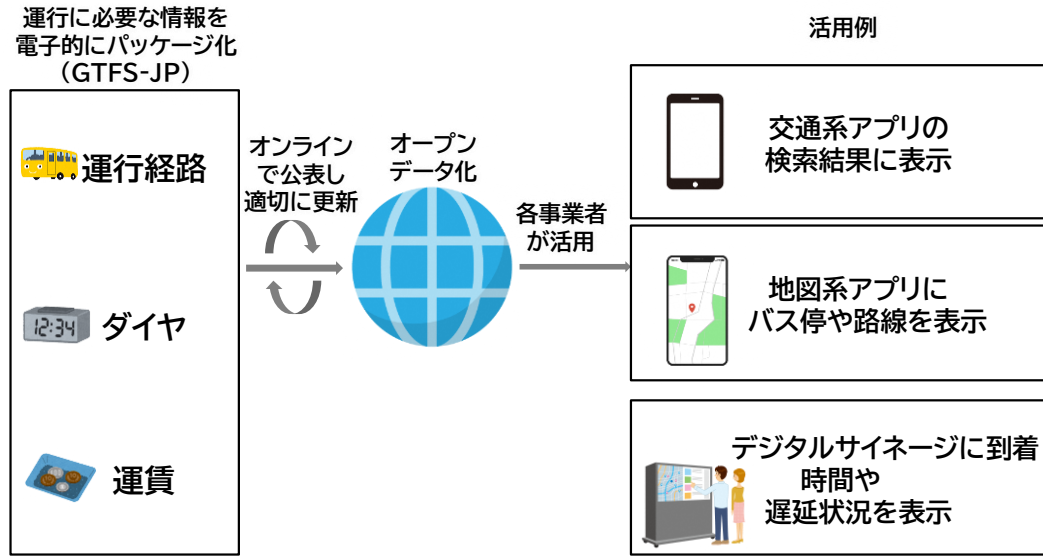 運行に必要な情報を
電子的にパッケージ化
(GTFS-JP)
運行経路
12:34
ダイヤ
運賃
オンライン
で公表し
適切に更新
オープン
データ化
各事業者
が活用
活用例
交通系アプリの
検索結果に表示
地図系アプリに
バス停や路線を表示
デジタルサイネージに到着
時間や
遅延状況を表示